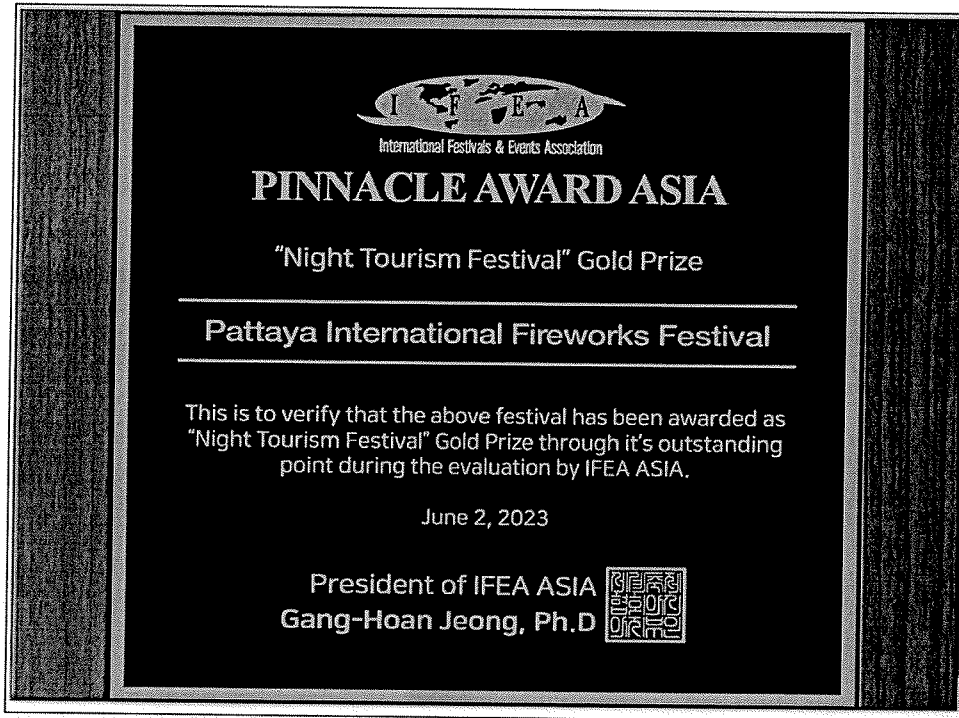 I F E A
International Festivals & Events Association
PINNACLE AWARD ASIA
“Night Tourism Festival” Gold Prize
Pattaya International Fireworks Festival
This is to verify that the above festival has been awarded as
“Night Tourism Festival” Gold Prize through it's outstanding
point during the evaluation by IFEA ASIA.
June 2, 2023
President of IFEA ASIA
Gang-Hoan Jeong, Ph.D